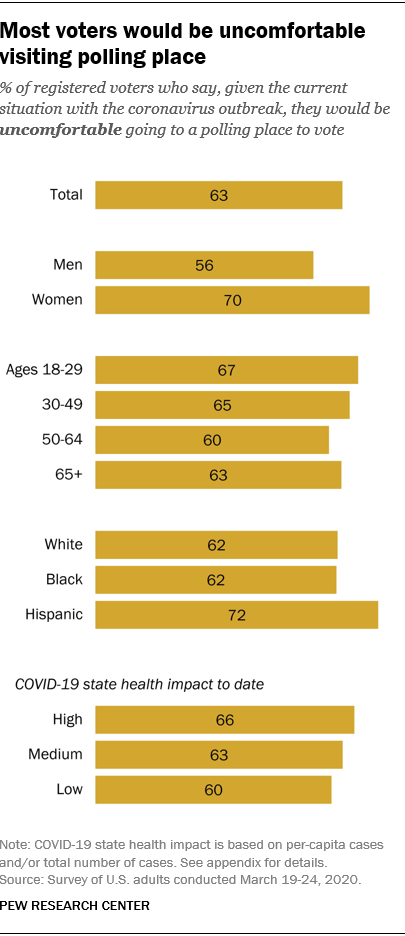 Most voters would be uncomfortable
visiting polling place
% of registered voters who say, given the current
situation with the coronavirus outbreak, they would be
uncomfortable going to a polling place to vote
Total 63
Men 56
Women 70
Ages 18-29 67
30-49 65
50-64 60
65+ 63
White 62
Black 62
Hispanic 72
COVID-19 state health impact to date
High 66
Medium 63
Low 60
Note: COVID-19 state health impact is based on per-capita cases
and/or total number of cases. See appendix for details.
Source: Survey of U.S. adults conducted March 19-24, 2020.
PEW RESEARCH CENTER